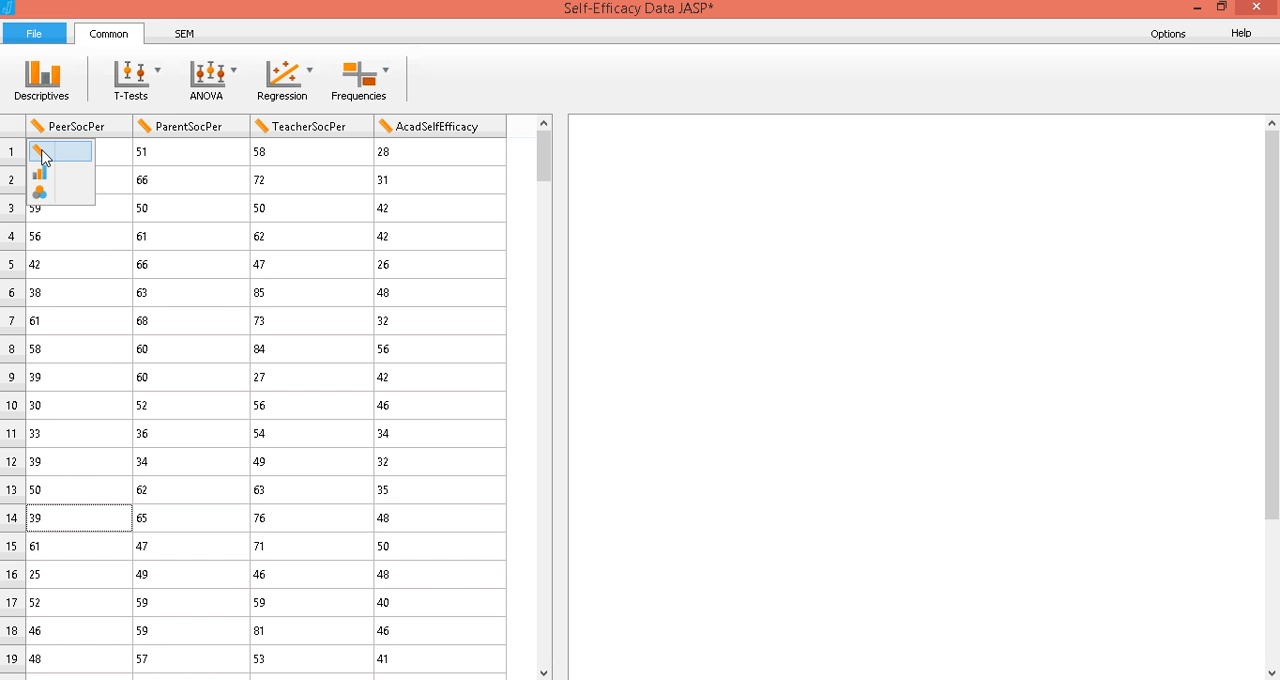 Self-Efficacy Data JASP*
File Common SEM Options Help
Descriptives T-Tests ANOVA Regression Frequencies
PeerSocPer ParentSocPer TeacherSocPer AcadSelfEfficacy
1 51 58 28
2 66 72 31
3 59 50 50 42
4 56 61 62 42
5 42 66 47 26
6 38 63 85 48
7 61 68 73 32
8 58 60 84 56
9 39 60 27 42
10 30 52 56 46
11 33 36 54 34
12 39 34 49 32
13 50 62 63 35
14 39 65 76 48
15 61 47 71 50
16 25 49 46 48
17 52 59 59 40
18 46 59 81 46
19 48 57 53 41